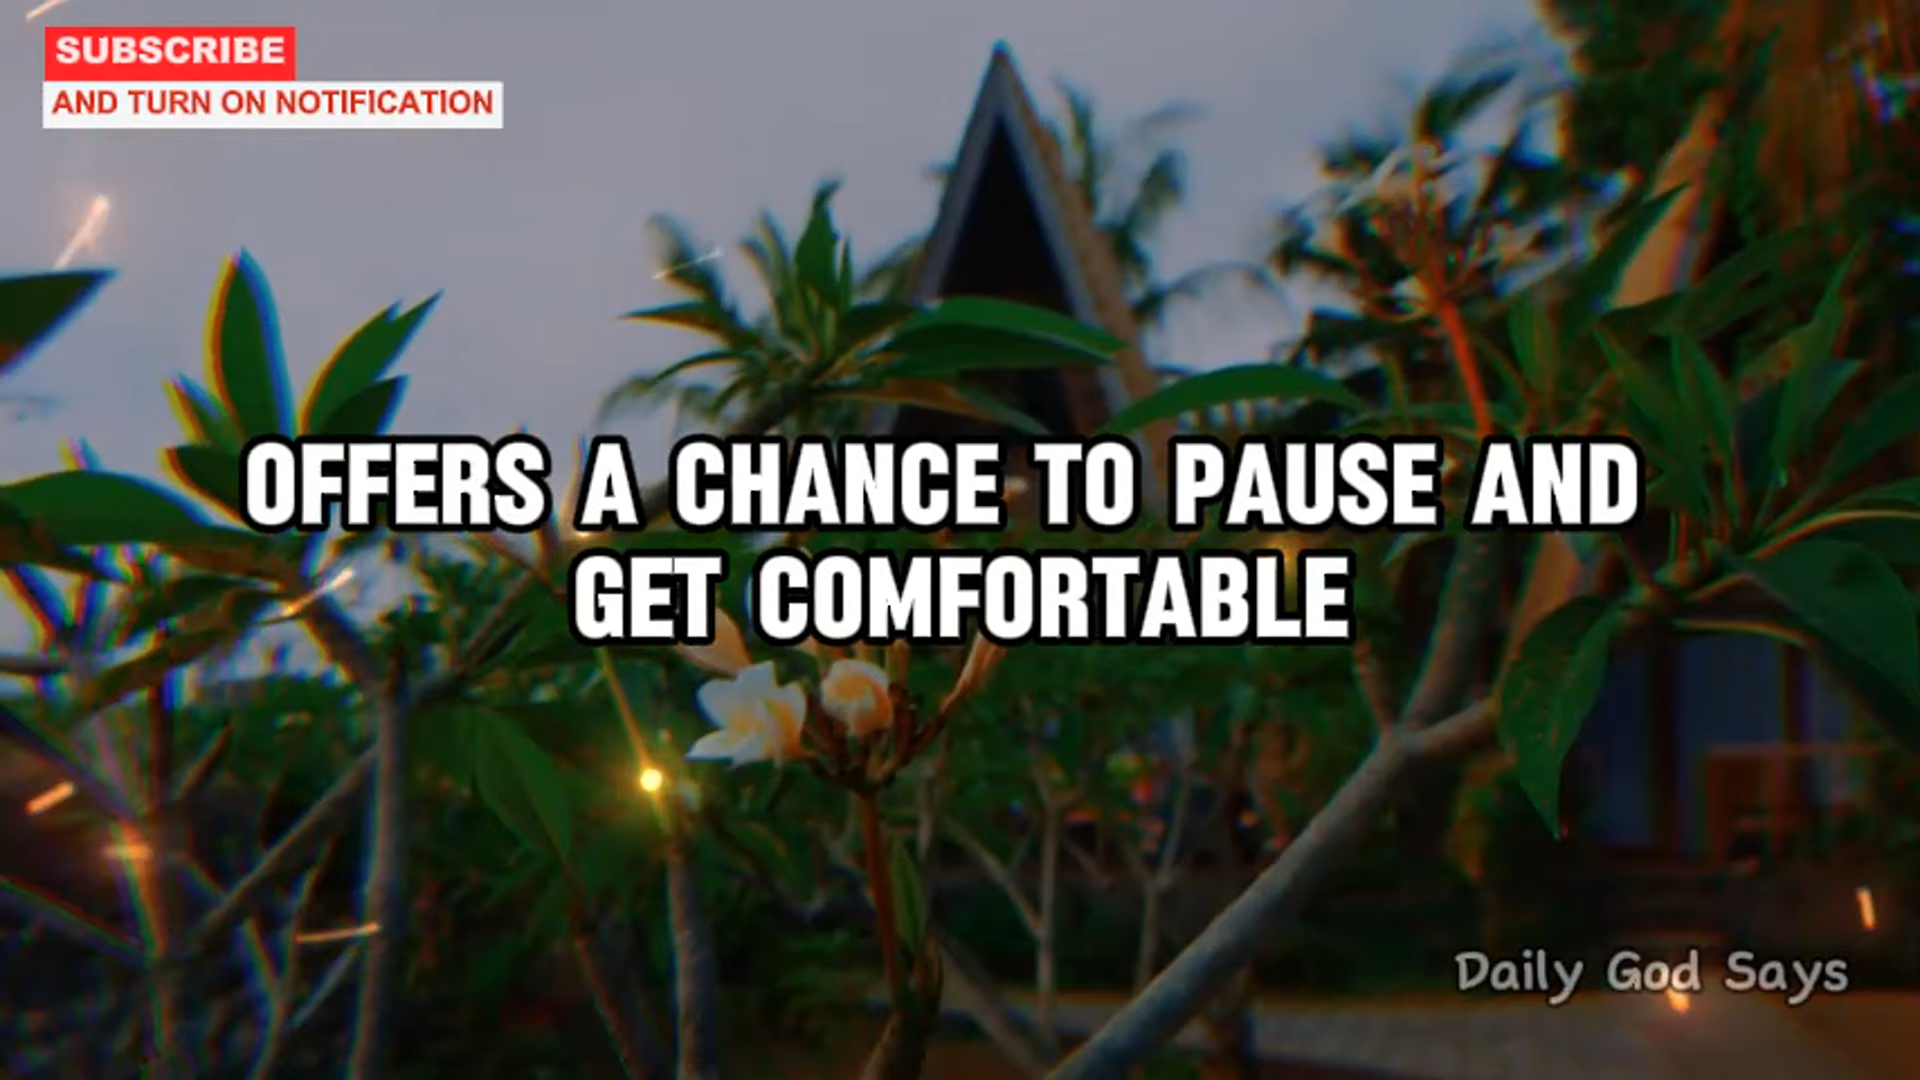 SUBSCRIBE
AND TURN ON NOTIFICATION
OFFERS A CHANCE TO PAUSE AND
GET COMFORTABLE
Daily God Says